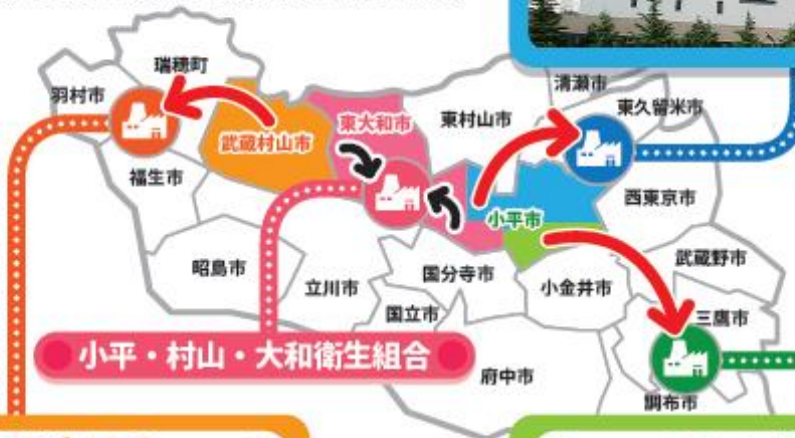 瑞穂町
羽村市
清瀬市
東久留米市
東大和市
東村山市
武蔵村山市
福生市
西東京市
小平市
昭島市
立川市
国分寺市
小金井市
武蔵野市
国立市
三鷹市
小平・村山・大和衛生組合
府中市
調布市